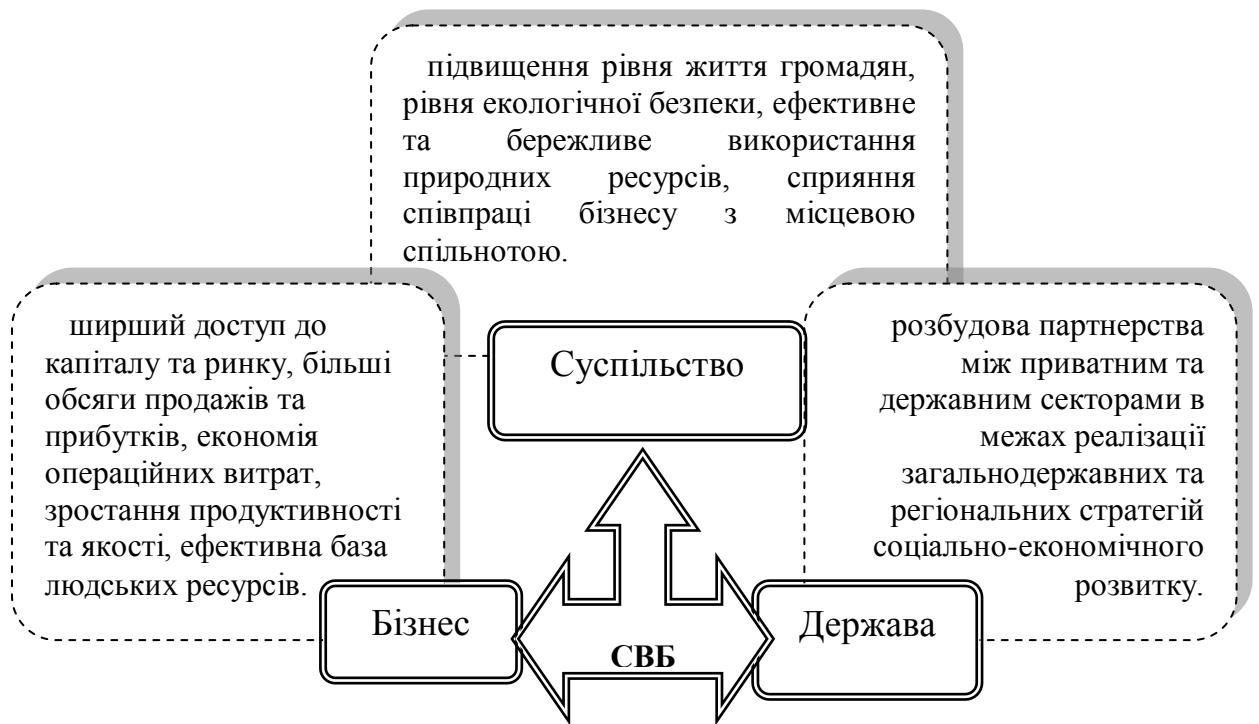 підвищення рівня життя громадян,
рівня екологічної безпеки, ефективне
та бережливе використання
природних ресурсів, сприяння
співпраці бізнесу з місцевою
спільнотою.
ширший доступ до
капіталу та ринку, більші
обсяги продажів та
прибутків, економія
операційних витрат,
зростання продуктивності
та якості, ефективна база
людських ресурсів.
Суспільство
розбудова партнерства
між приватним та
державним секторами в
межах реалізації
загальнодержавних та
регіональних стратегій
соціально-економічного
розвитку.
Бізнес
СВБ
Держава